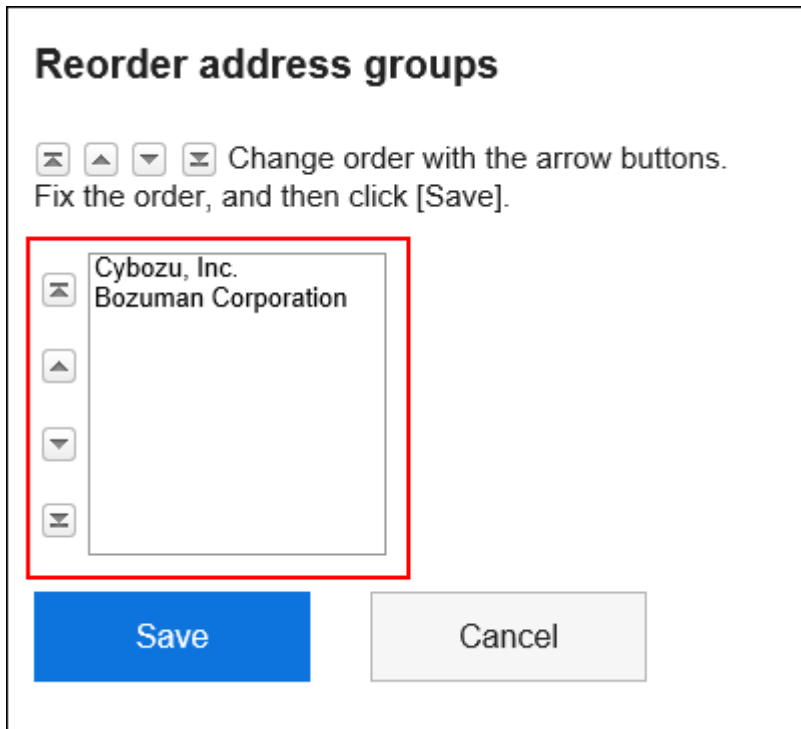 Reorder address groups
Change order with the arrow buttons.
Fix the order, and then click [Save].
Cybozu, Inc.
Bozuman Corporation
Save
Cancel